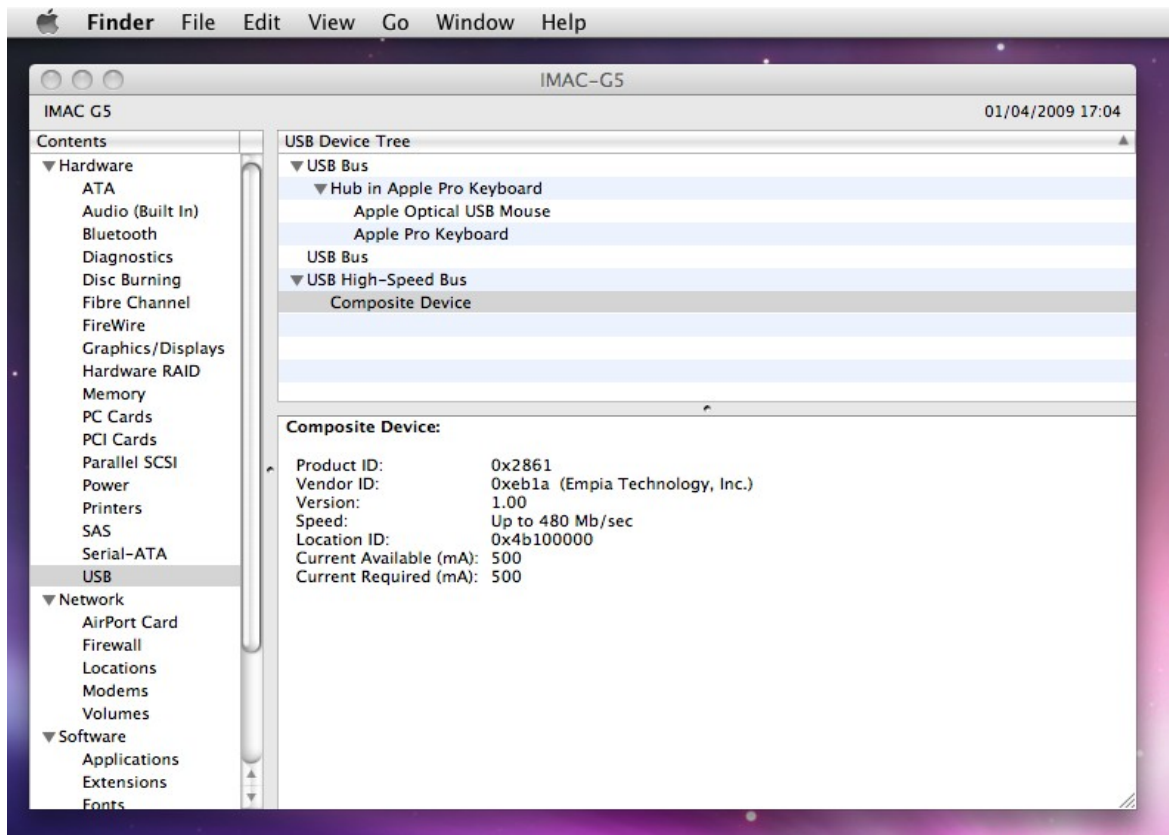 Finder File Edit View Go Window Help
IMAC-G5
IMAC G5 01/04/2009 17:04
Contents
Hardware
ATA
Audio (Built In)
Bluetooth
Diagnostics
Disc Burning
Fibre Channel
FireWire
Graphics/Displays
Hardware RAID
Memory
PC Cards
PCI Cards
Parallel SCSI
Power
Printers
SAS
Serial-ATA
USB
Network
AirPort Card
Firewall
Locations
Modems
Volumes
Software
Applications
Extensions
Fonts
USB Device Tree
USB Bus
Hub in Apple Pro Keyboard
Apple Optical USB Mouse
Apple Pro Keyboard
USB Bus
USB High-Speed Bus
Composite Device
Composite Device:
Product ID: 0x2861
Vendor ID: 0xeb1a (Empia Technology, Inc.)
Version: 1.00
Speed: Up to 480 Mb/sec
Location ID: 0x4b100000
Current Available (mA): 500
Current Required (mA): 500